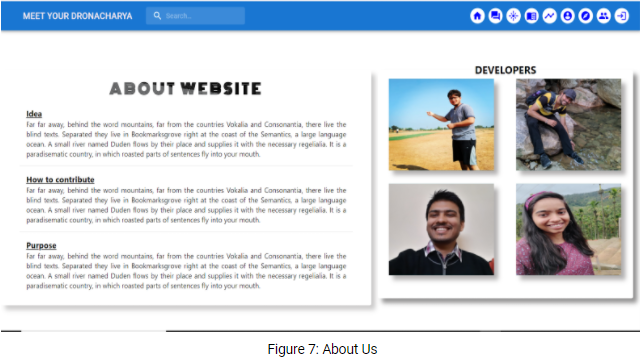 MEET YOUR DRONACHARYA
Search...
ABOUT WEBSITE
Idea
Far far away, behind the word mountains, far from the countries Vokalia and Consonantia, there live the
blind texts. Separated they live in Bookmarksgrove right at the coast of the Semantics, a large language
ocean. A small river named Duden flows by their place and supplies it with the necessary regelialia. It is a
paradisematic country, in which roasted parts of sentences fly into your mouth.
How to contribute
Far far away, behind the word mountains, far from the countries Vokalia and Consonantia, there live the
blind texts. Separated they live in Bookmarksgrove right at the coast of the Semantics, a large language
ocean. A small river named Duden flows by their place and supplies it with the necessary regelialia. It is a
paradisematic country, in which roasted parts of sentences fly into your mouth.
Purpose
Far far away, behind the word mountains, far from the countries Vokalia and Consonantia, there live the
blind texts. Separated they live in Bookmarksgrove right at the coast of the Semantics, a large language
ocean. A small river named Duden flows by their place and supplies it with the necessary regelialia. It is a
paradisematic country, in which roasted parts of sentences fly into your mouth.
DEVELOPERS
Figure 7: About Us